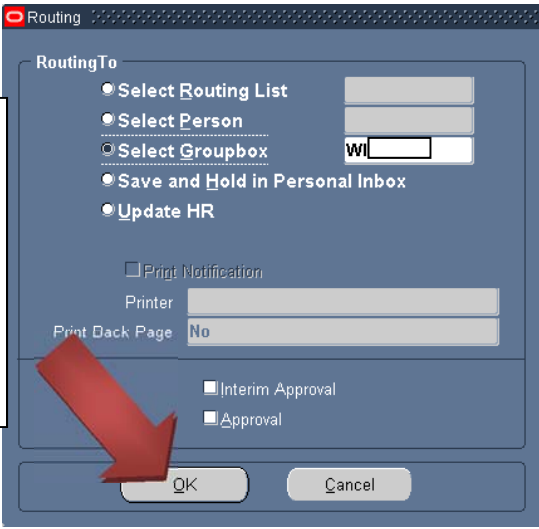 Routing
RoutingTo
Select Routing List
Select Person
Select Groupbox WI
Save and Hold in Personal Inbox
Update HR
Print Notification
Printer
Print Back Page No
Interim Approval
Approval
OK Cancel